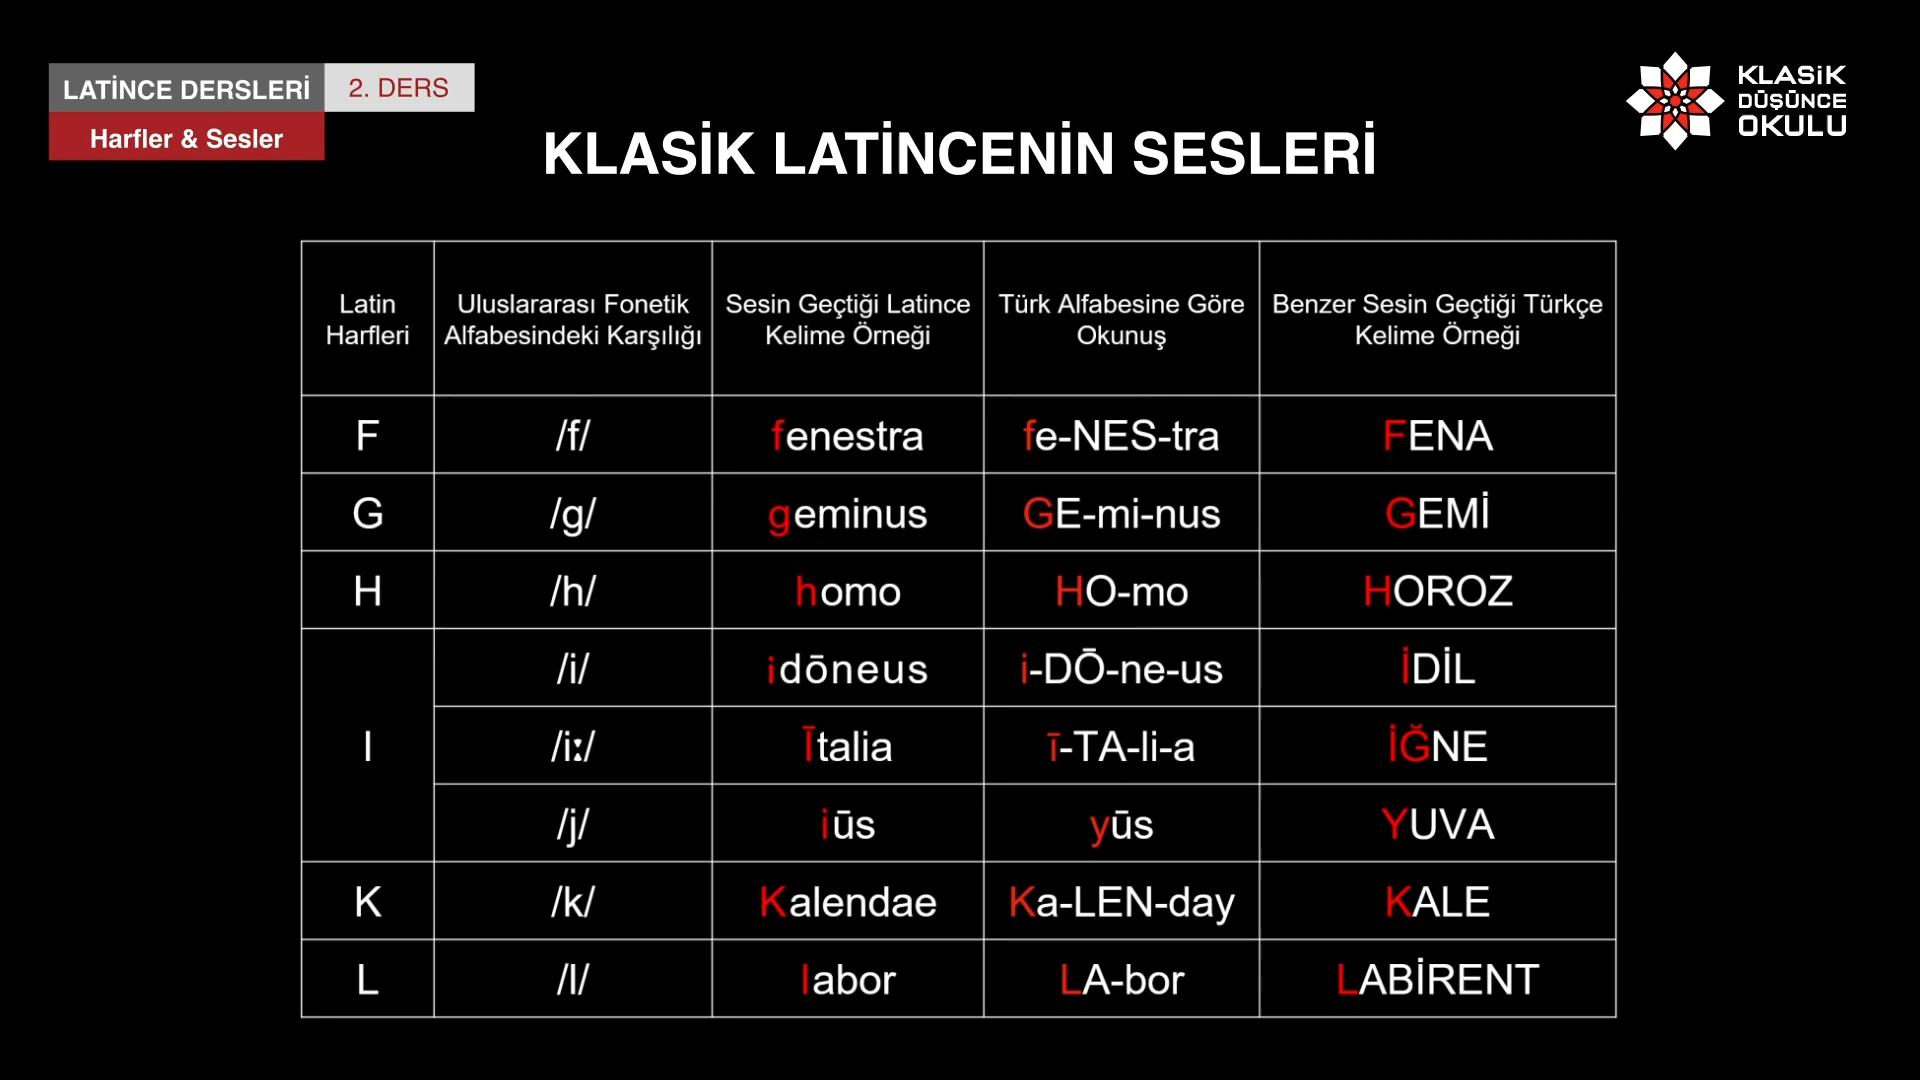 LATİNCE DERSLERİ 2. DERS
Harfler & Sesler
KLASİK
DÜŞÜNCE
OKULU
KLASİK LATİNCENİN SESLERİ
Latin Harfleri | Uluslararası Fonetik Alfabesindeki Karşılığı | Sesin Geçtiği Latince Kelime Örneği | Türk Alfabesine Göre Okunuş | Benzer Sesin Geçtiği Türkçe Kelime Örneği
F | /f/ | fenestra | fe-NES-tra | FENA
G | /g/ | geminus | GE-mi-nus | GEMİ
H | /h/ | homo | HO-mo | HOROZ
I | /i/ | idōneus | i-DŌ-ne-us | İDİL
/iː/ | Ītalia | ī-TA-li-a | İĞNE
/j/ | iūs | yūs | YUVA
K | /k/ | Kalendae | Ka-LEN-day | KALE
L | /l/ | labor | LA-bor | LABİRENT